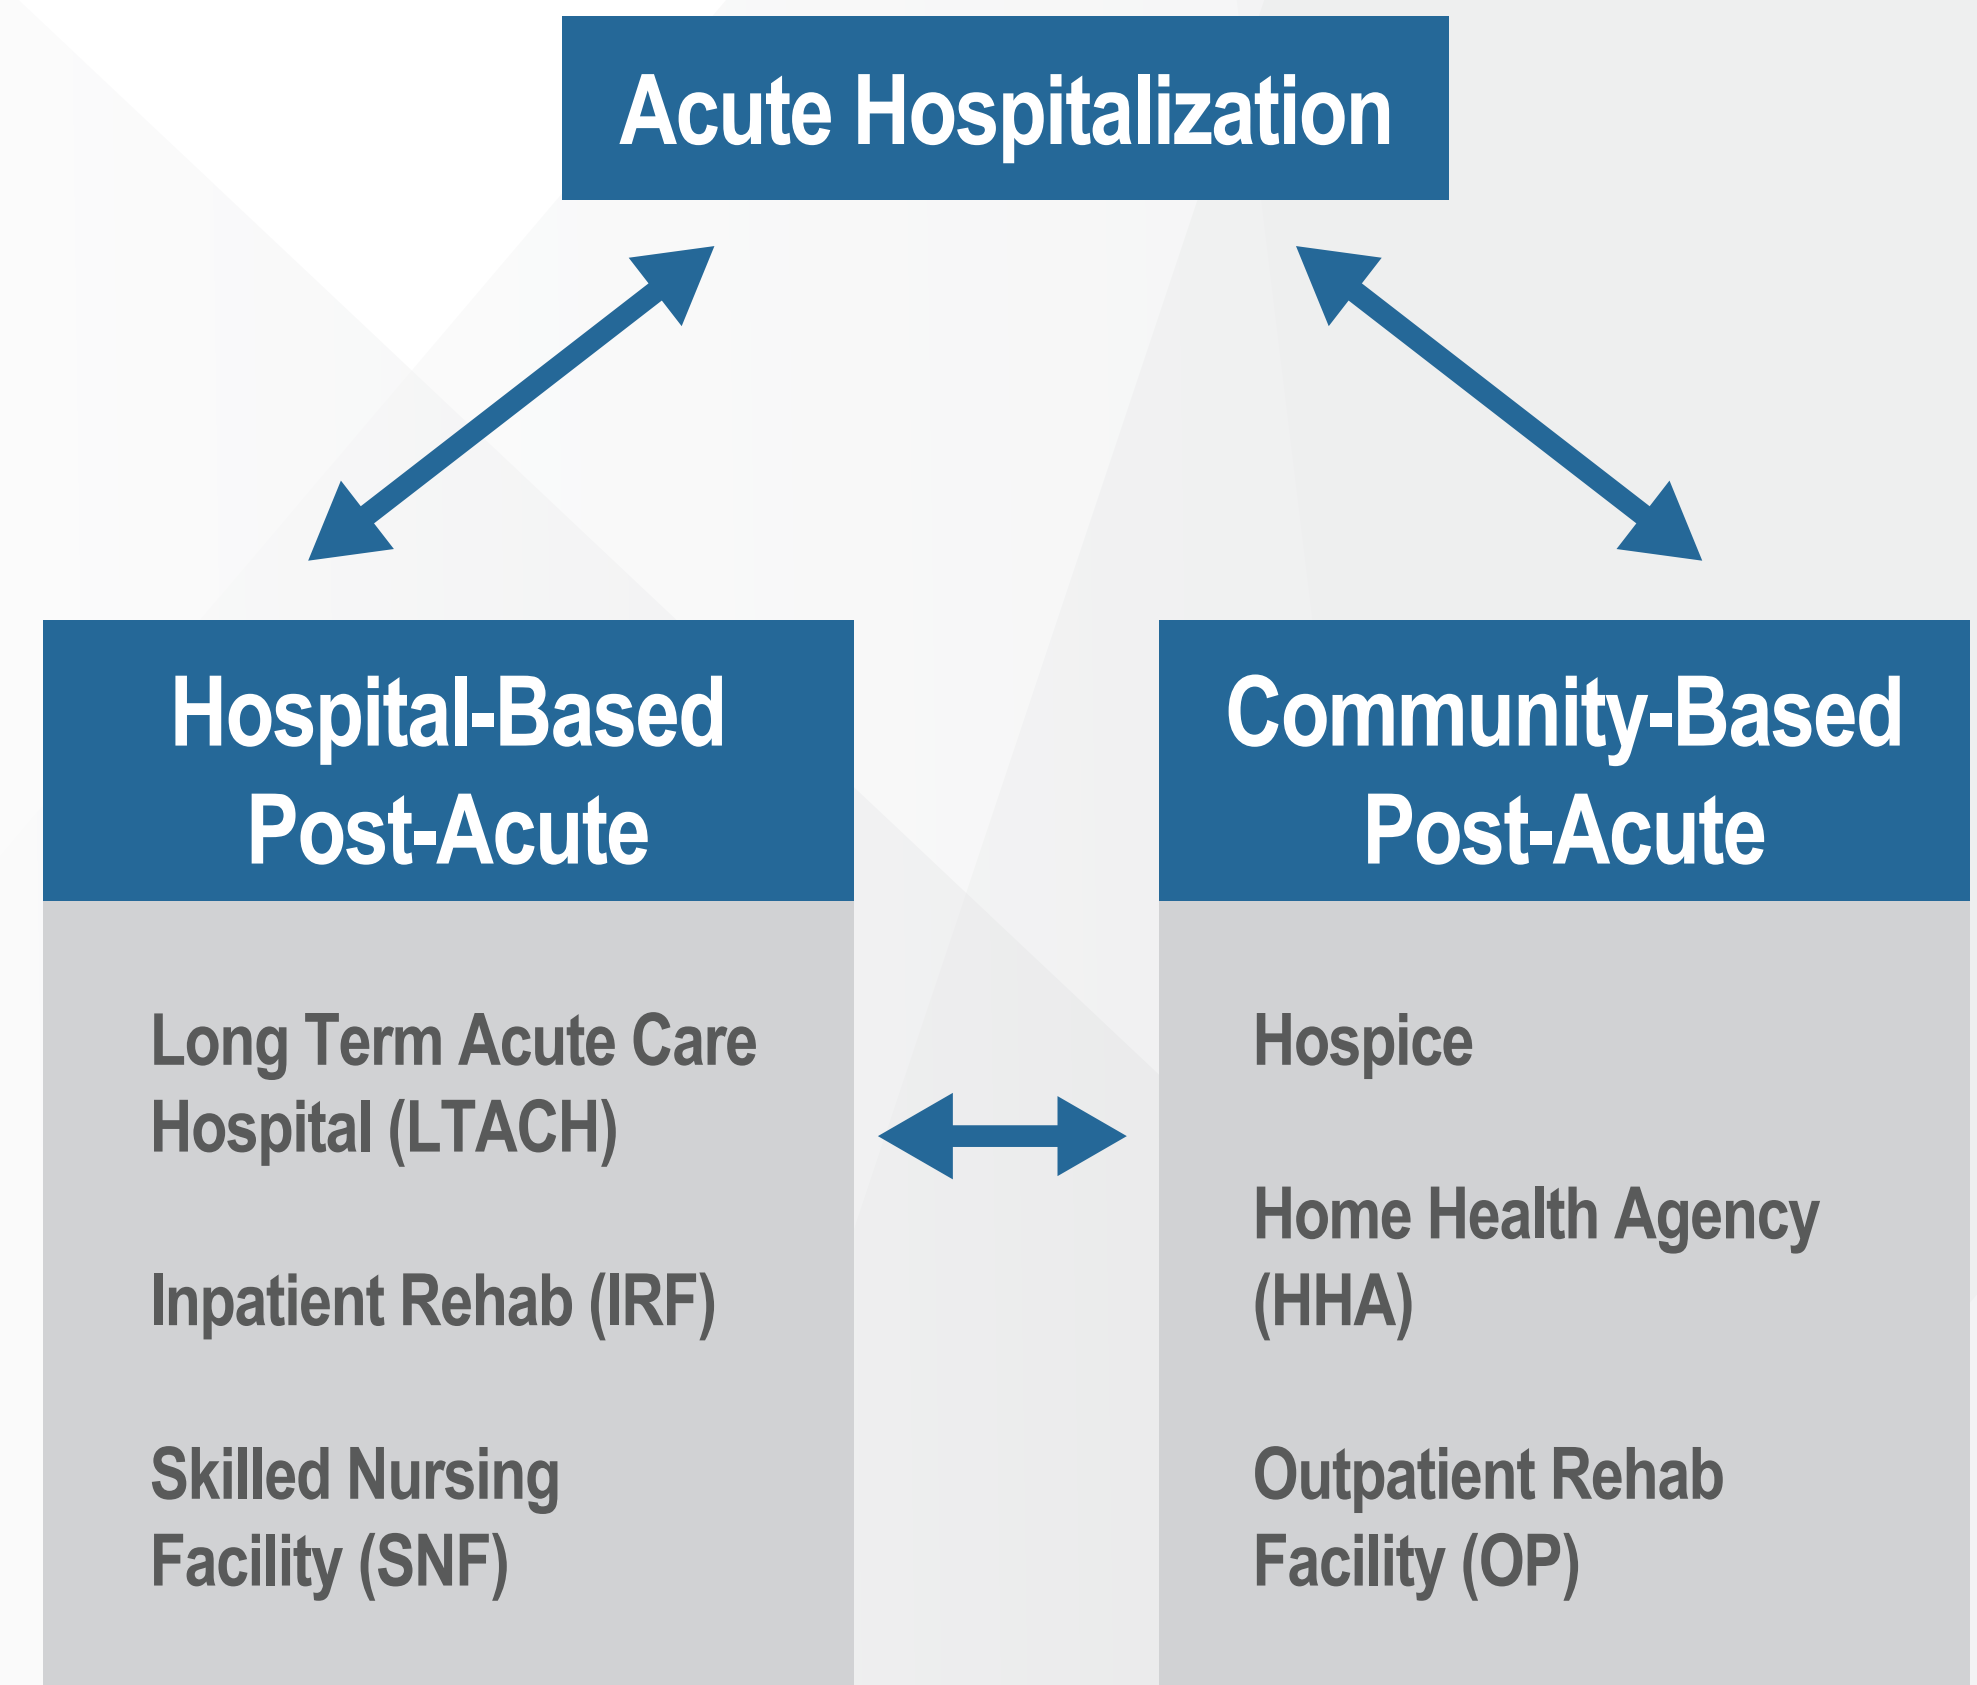 Acute Hospitalization
Hospital-Based
Post-Acute
Long Term Acute Care
Hospital (LTACH)
Inpatient Rehab (IRF)
Skilled Nursing
Facility (SNF)
Community-Based
Post-Acute
Hospice
Home Health Agency
(HHA)
Outpatient Rehab
Facility (OP)